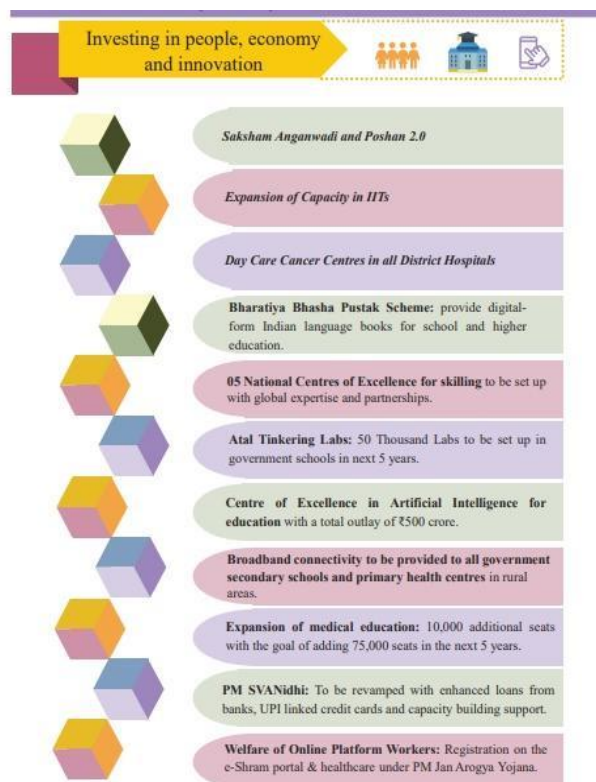 Investing in people, economy
and innovation
Saksham Anganwadi and Poshan 2.0
Expansion of Capacity in IITs
Day Care Cancer Centres in all District Hospitals
Bharatiya Bhasha Pustak Scheme: provide digital-
form Indian language books for school and higher
education.
05 National Centres of Excellence for skilling to be set up
with global expertise and partnerships.
Atal Tinkering Labs: 50 Thousand Labs to be set up in
government schools in next 5 years.
Centre of Excellence in Artificial Intelligence for
education with a total outlay of ₹500 crore.
Broadband connectivity to be provided to all government
secondary schools and primary health centres in rural
areas.
Expansion of medical education: 10,000 additional seats
with the goal of adding 75,000 seats in the next 5 years.
PM SVANidhi: To be revamped with enhanced loans from
banks, UPI linked credit cards and capacity building support.
Welfare of Online Platform Workers: Registration on the
e-Shram portal & healthcare under PM Jan Arogya Yojana.